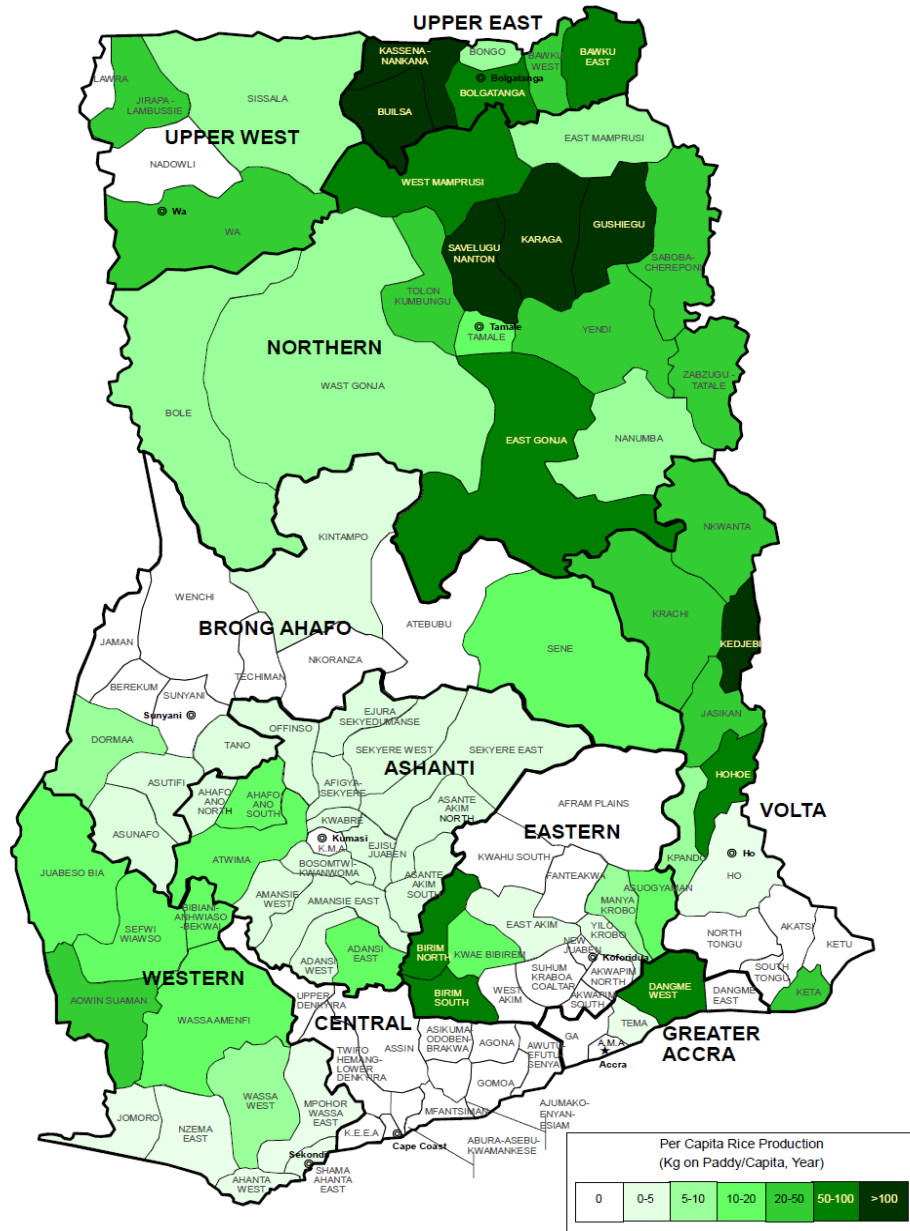 UPPER EAST
KASSENA -
NANKANA
BONGO
BAWKU
WEST
BAWKU
EAST
LAWRA
JIRAPA -
LAMBUSSIE
SISSALA
Bolgatanga
BOLGATANGA
BUILSA
UPPER WEST
EAST MAMPRUSI
NADOWLI
WEST MAMPRUSI
Wa
WA
SAVELUGU
NANTON
KARAGA
GUSHIEGU
SABOBA-
CHEREPONI
TOLON
KUMBUNGU
Tamale
TAMALE
YENDI
NORTHERN
ZABZUGU -
TATALE
WAST GONJA
BOLE
EAST GONJA
NANUMBA
NKWANTA
KINTAMPO
WENCHI
KRACHI
BRONG AHAFO
ATEBUBU
JAMAN
SENE
KEDJEBI
NKORANZA
TECHIMAN
BEREKUM
SUNYANI
Sunyani
EJURA
SEKYEDUMANSE
JASIKAN
OFFINSO
DORMAA
TANO
SEKYERE WEST
SEKYERE EAST
ASHANTI
HOHOE
ASUTIFI
AFIGYA-
SEKYERE
AHAFO
ANO
NORTH
AHAFO
ANO
SOUTH
ASANTE
AKIM
NORTH
AFRAM PLAINS
VOLTA
KWABRE
ASUNAFO
EASTERN
Kumasi
K.M.A
EJISU
JUABEN
Ho
HO
KPANDO
ATWIMA
BOSOMTWI-
KWANWOMA
KWAHU SOUTH
JUABESO BIA
FANTEAKWA
ASANTE
AKIM
SOUTH
ASUOGYAMAN
MANYA
KROBO
AMANSIE
WEST
AMANSIE EAST
BIBIANI-
ANHWIASO
-BEKWAI
SEFWI
WIAWSO
EAST AKIM
YILO
KROBO
AKATSI
NORTH
TONGU
KETU
BIRIM
NORTH
KWAE BIBIREM
NEW
JUABEN
Koforidua
ADANSI
EAST
ADANSI
WEST
SUHUM
KRABOA
COALTAR
AKWAPIM
NORTH
SOUTH
TONGU
WESTERN
DANGME
WEST
KETA
WEST
AKIM
DANGME
EAST
AOWIN SUAMAN
UPPER
DENKYIRA
BIRIM
SOUTH
AKWAPIM
SOUTH
WASSA AMENFI
CENTRAL
TEMA
GREATER
ACCRA
ASIKUMA-
ODOBEN-
BRAKWA
AGONA
AWUTU-
EFUTU-
SENYA
GA
A.M.A
Accra
TWIFO
HEMANG-
LOWER
DENKYIRA
ASSIN
GOMOA
WASSA
WEST
MPOHOR
WASSA
EAST
AJUMAKO-
ENYAN-
ESIAM
JOMORO
MFANTSIMAN
NZEMA
EAST
K.E.E.A
Cape Coast
ABURA-ASEBU-
KWAMANKESE
Sekondi
SHAMA
AHANTA
EAST
AHANTA
WEST
Per Capita Rice Production
(Kg on Paddy/Capita, Year)
0 0-5 5-10 10-20 20-50 50-100 >100